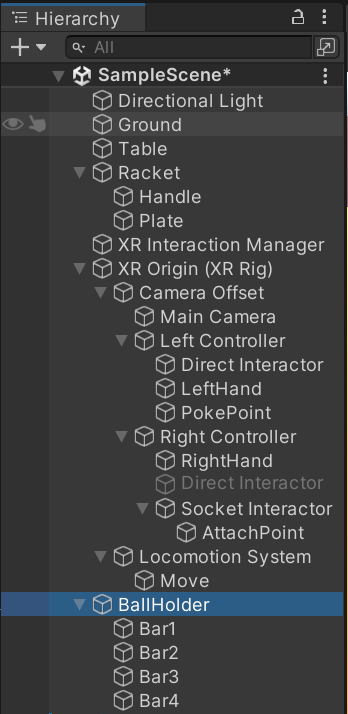 Hierarchy
All
SampleScene*
Directional Light
Ground
Table
Racket
Handle
Plate
XR Interaction Manager
XR Origin (XR Rig)
Camera Offset
Main Camera
Left Controller
Direct Interactor
LeftHand
PokePoint
Right Controller
RightHand
Direct Interactor
Socket Interactor
AttachPoint
Locomotion System
Move
BallHolder
Bar1
Bar2
Bar3
Bar4